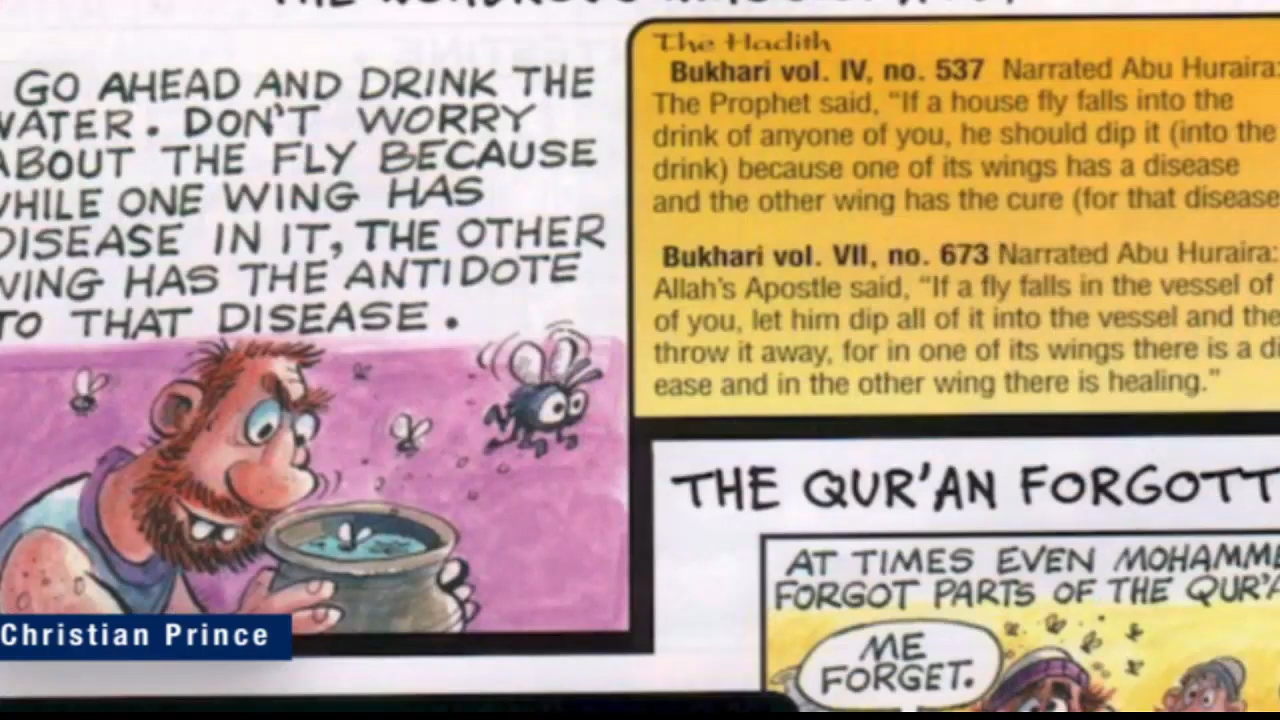 GO AHEAD AND DRINK THE
WATER. DON'T WORRY
ABOUT THE FLY BECAUSE
WHILE ONE WING HAS
DISEASE IN IT, THE OTHER
WING HAS THE ANTIDOTE
TO THAT DISEASE.
The Hadith
Bukhari vol. IV, no. 537 Narrated Abu Huraira:
The Prophet said, "If a house fly falls into the
drink of anyone of you, he should dip it (into the
drink) because one of its wings has a disease
and the other wing has the cure (for that disease
Bukhari vol. VII, no. 673 Narrated Abu Huraira:
Allah's Apostle said, "If a fly falls in the vessel of
of you, let him dip all of it into the vessel and the
throw it away, for in one of its wings there is a di
ease and in the other wing there is healing."
THE QUR'AN FORGOTT
AT TIMES EVEN MOHAMME
FORGOT PARTS OF THE QUR'A
ME
FORGET.
Christian Prince